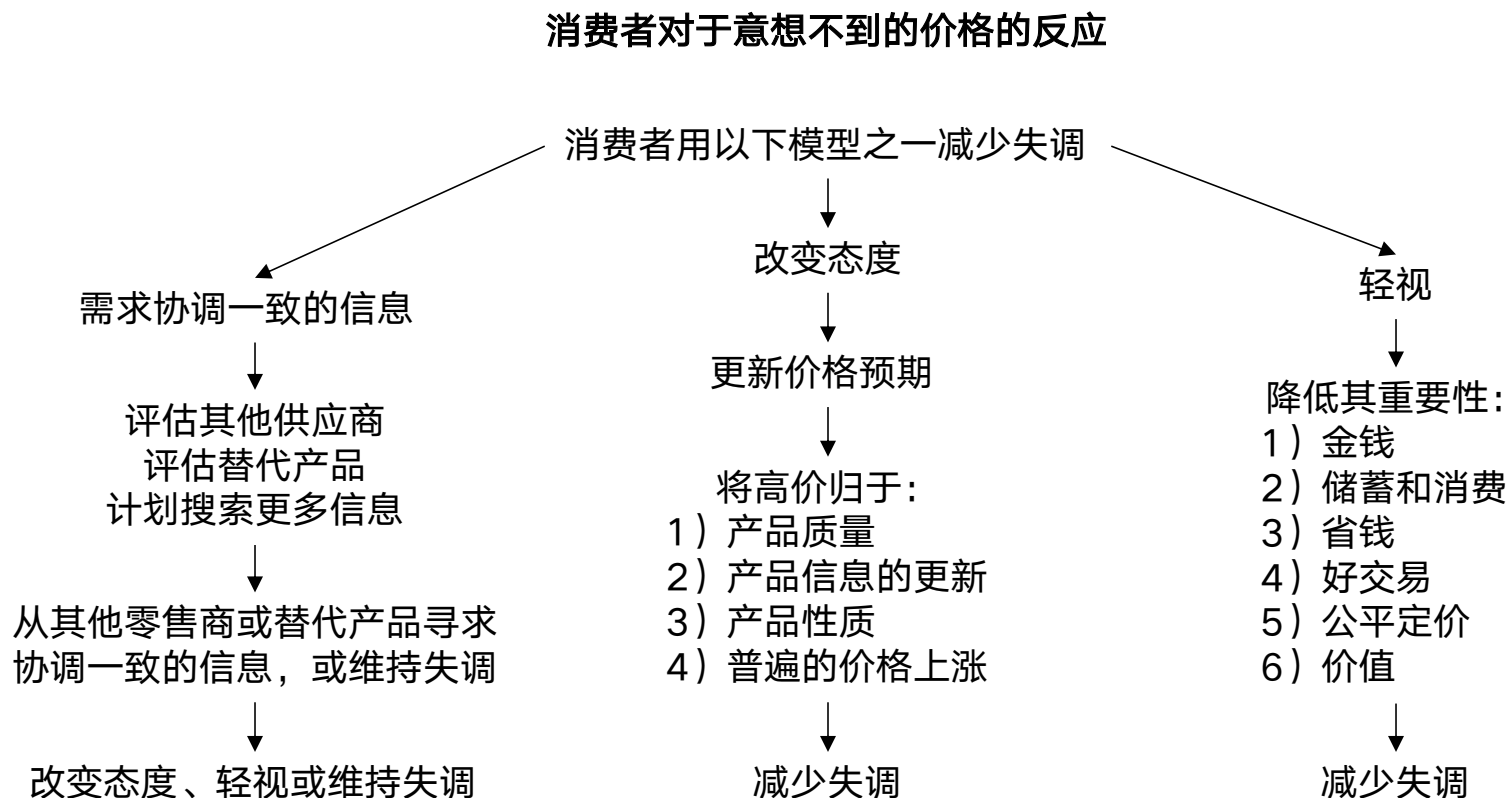 消费者对于意想不到的价格的反应
消费者用以下模型之一减少失调
需求协调一致的信息
评估其他供应商
评估替代产品
计划搜索更多信息
从其他零售商或替代产品寻求
协调一致的信息，或维持失调
改变态度、轻视或维持失调
改变态度
更新价格预期
将高价归于：
1）产品质量
2）产品信息的更新
3）产品性质
4）普遍的价格上涨
减少失调
轻视
降低其重要性：
1）金钱
2）储蓄和消费
3）省钱
4）好交易
5）公平定价
6）价值
减少失调